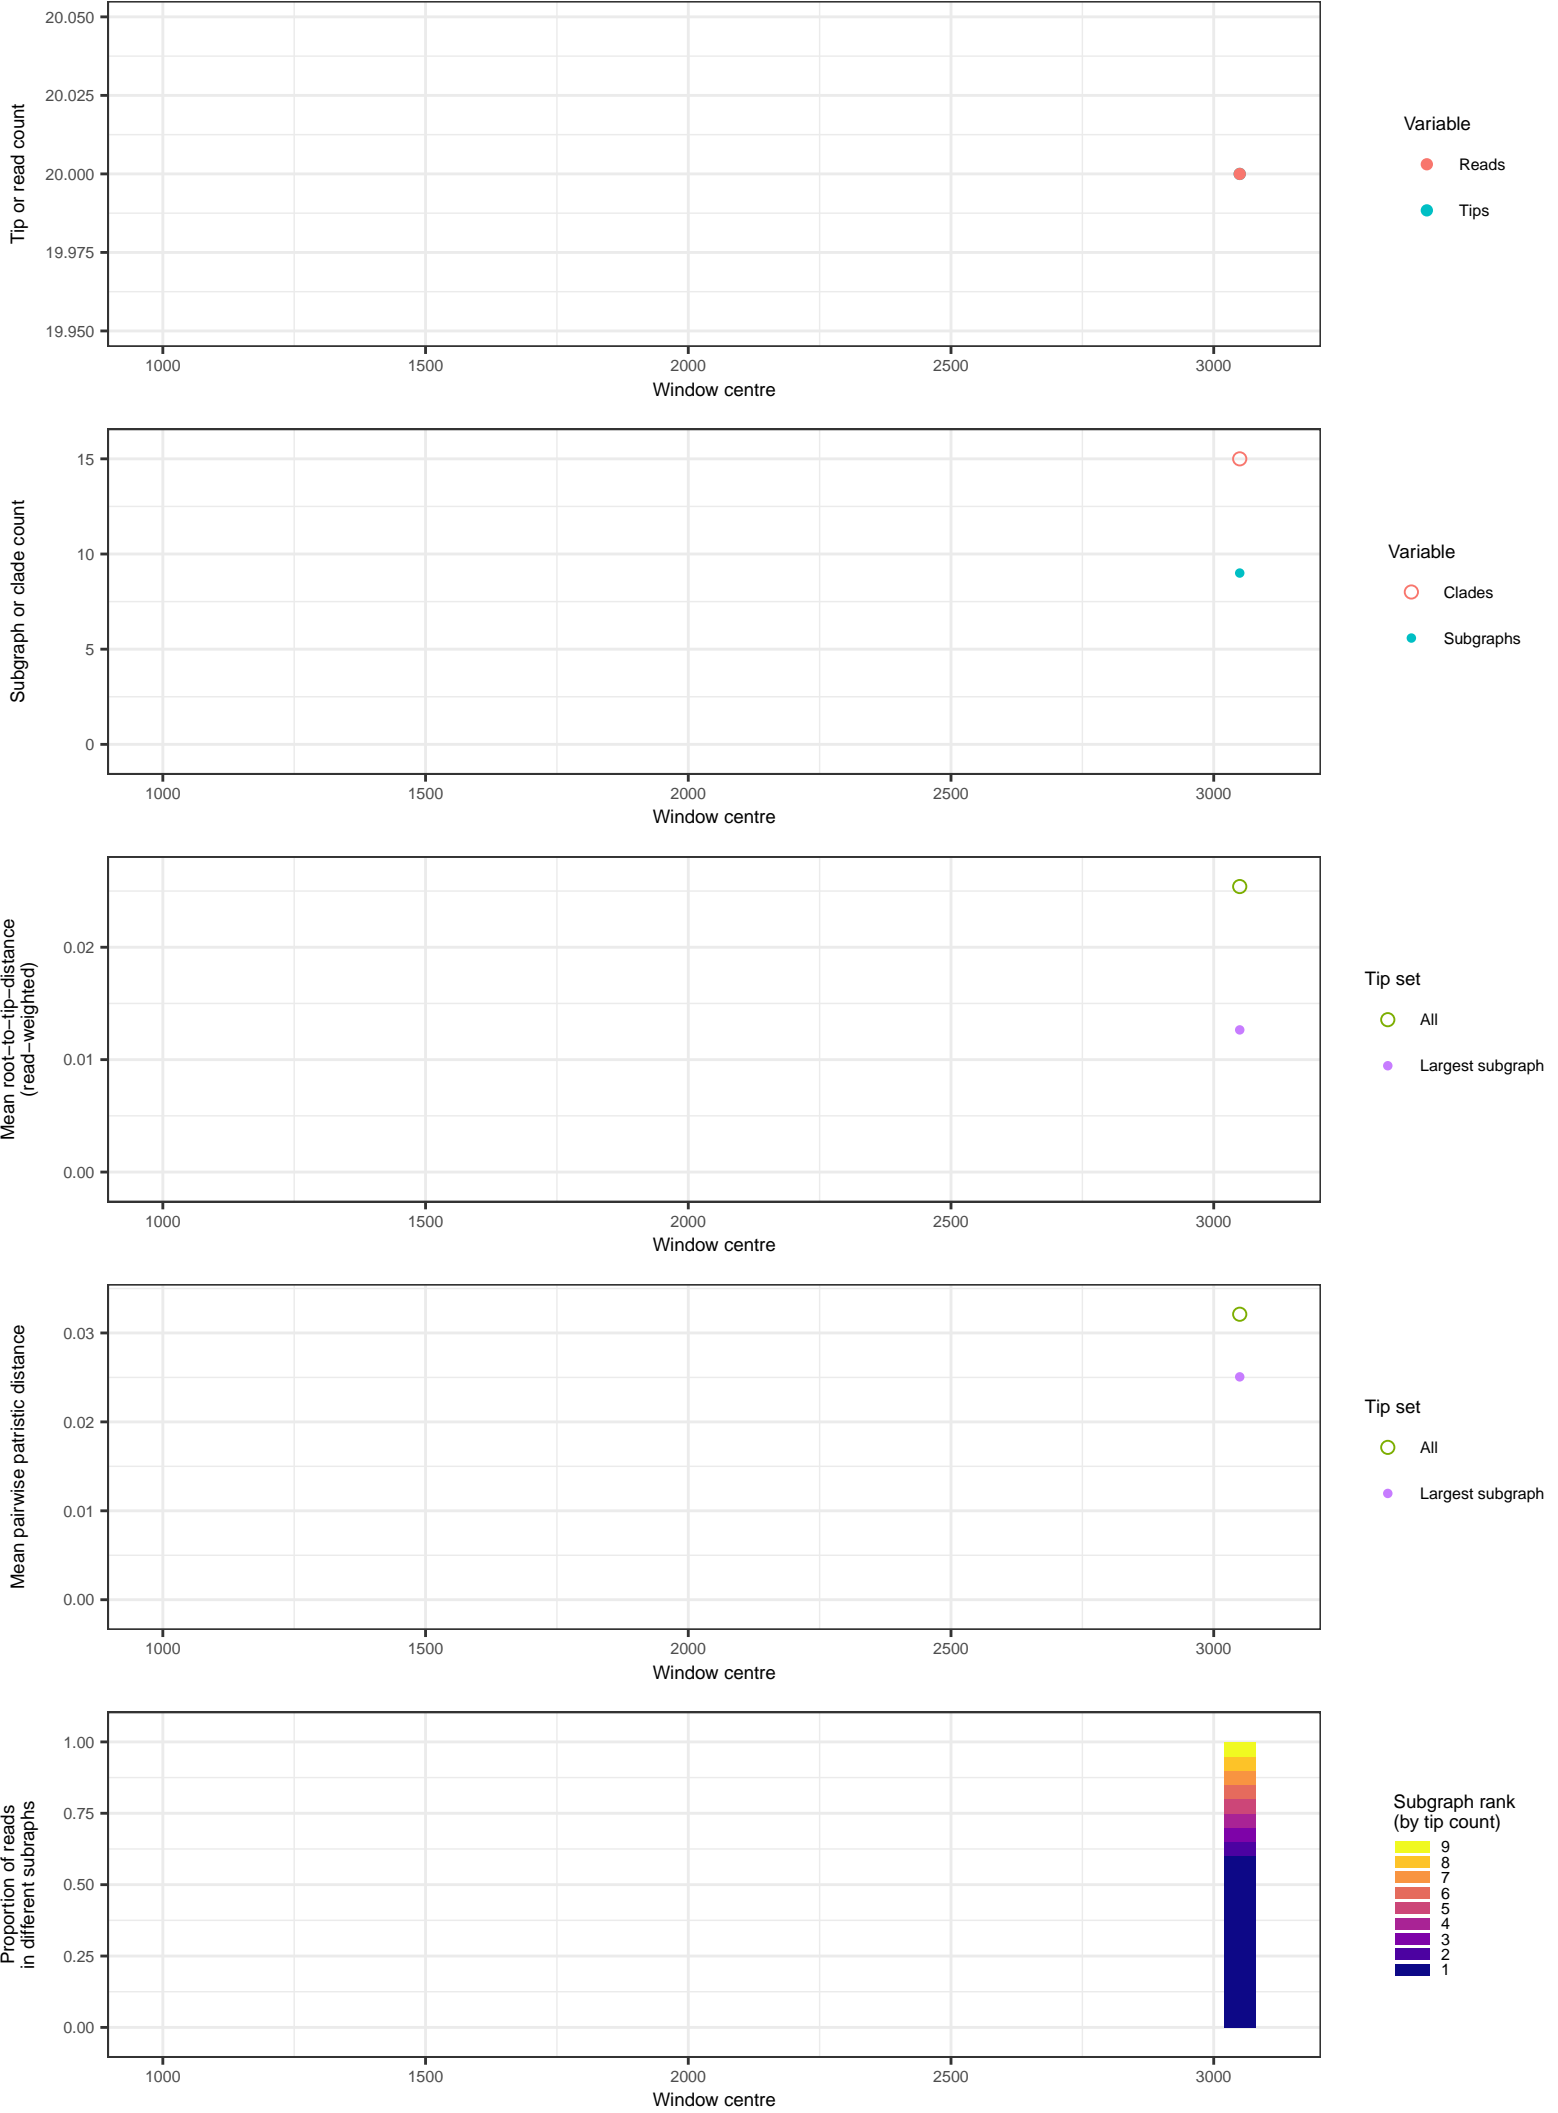 20.050
20.025
20.000
19.975
19.950
Tip or read count
1000 1500 2000 2500 3000
Window centre
Variable
Reads
Tips
15
10
5
0
Subgraph or clade count
1000 1500 2000 2500 3000
Window centre
Variable
Clades
Subgraphs
0.02
0.01
0.00
Mean root−to−tip−distance
(read−weighted)
1000 1500 2000 2500 3000
Window centre
Tip set
All
Largest subgraph
0.03
0.02
0.01
0.00
Mean pairwise patristic distance
1000 1500 2000 2500 3000
Window centre
Tip set
All
Largest subgraph
1.00
0.75
0.50
0.25
0.00
Proportion of reads
in different subraphs
1000 1500 2000 2500 3000
Window centre
Subgraph rank
(by tip count)
9
8
7
6
5
4
3
2
1